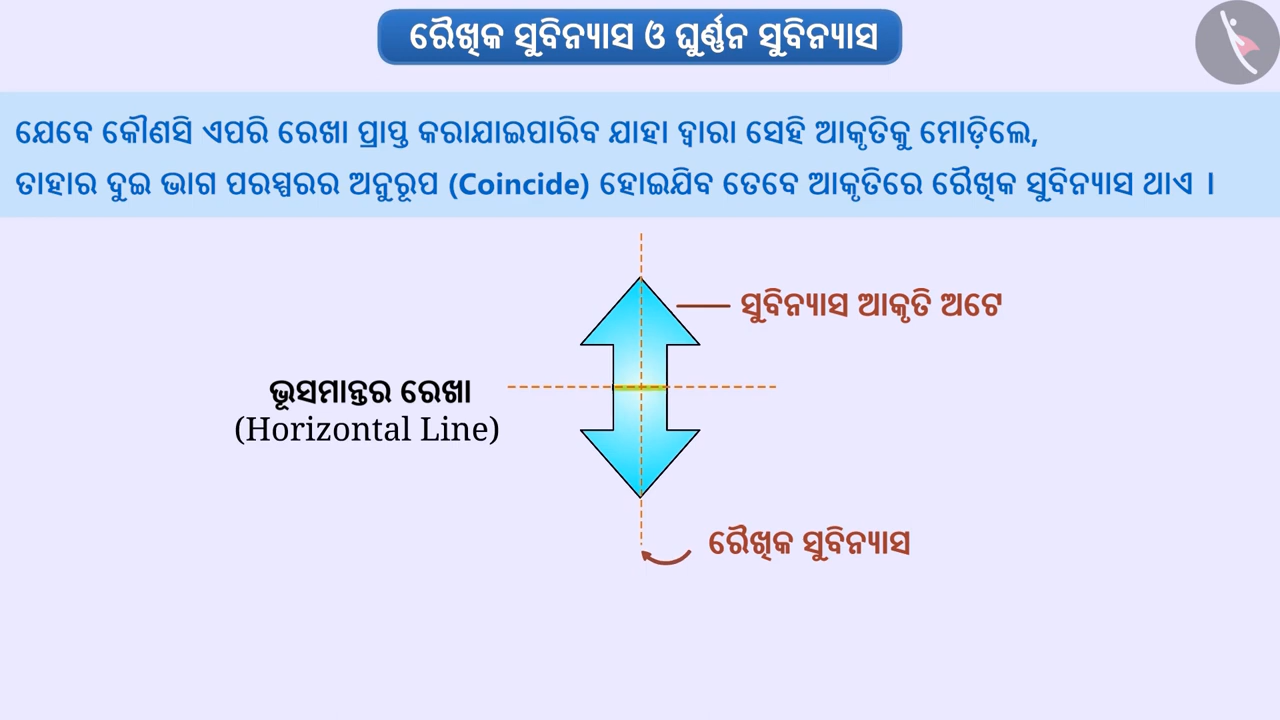 ରୈଖିକ ସୁବିନ୍ୟାସ ଓ ଘୁର୍ଣ୍ଣନ ସୁବିନ୍ୟାସ
ଯେବେ କୌଣସି ଏପରି ରେଖା ପ୍ରାପ୍ତ କରାଯାଇପାରିବ ଯାହା ଦ୍ୱାରା ସେହି ଆକୃତିକୁ ମୋଡ଼ିଲେ,
ତାହାର ଦୁଇ ଭାଗ ପରସ୍ପରର ଅନୁରୂପ (Coincide) ହୋଇଯିବ ତେବେ ଆକୃତିରେ ରୈଖିକ ସୁବିନ୍ୟାସ ଥାଏ ।
ସୁବିନ୍ୟାସ ଆକୃତି ଅଟେ
ଭୂସମାନ୍ତର ରେଖା
(Horizontal Line)
ରୈଖିକ ସୁବିନ୍ୟାସ